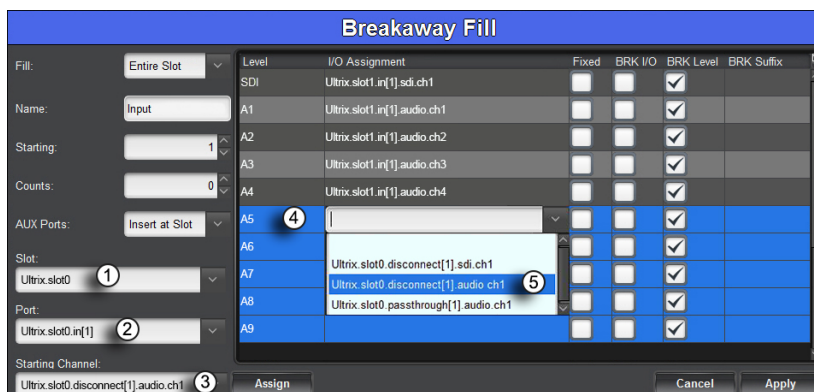 Breakaway Fill
Fill: Entire Slot
Name: Input
Starting: 1
Counts: 0
AUX Ports: Insert at Slot
Slot:
Ultrix.slot0 1
Port:
Ultrix.slot0.in[1] 2
Starting Channel:
Ultrix.slot0.disconnect[1].audio.ch1 3
Level I/O Assignment Fixed BRK I/O BRK Level BRK Suffix
SDI Ultrix.slot1.in[1].sdi.ch1
A1 Ultrix.slot1.in[1].audio.ch1
A2 Ultrix.slot1.in[1].audio.ch2
A3 Ultrix.slot1.in[1].audio.ch3
A4 Ultrix.slot1.in[1].audio.ch4
A5 4
A6
Ultrix.slot0.disconnect[1].sdi.ch1
A7 Ultrix.slot0.disconnect[1].audio ch1 5
A8 Ultrix.slot0.passthrough[1].audio.ch1
A9
Assign Cancel Apply